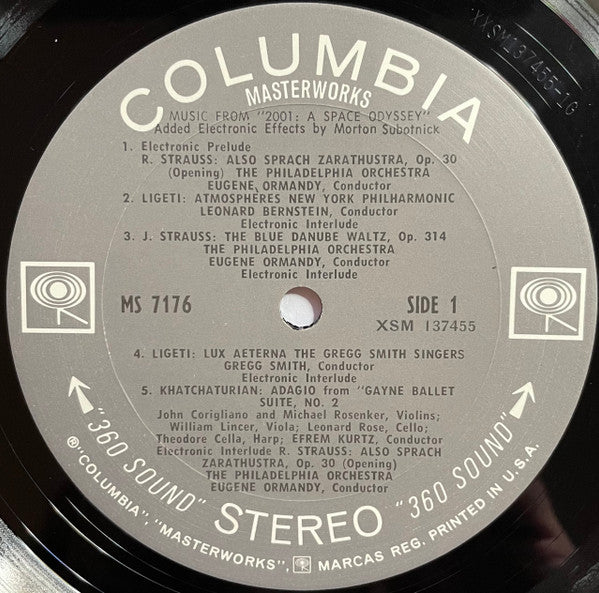 COLUMBIA
MASTERWORKS
XXSM 137455-1G
MUSIC FROM "2001: A SPACE ODYSSEY"
Added Electronic Effects by Morton Subotnick
1. Electronic Prelude
R. STRAUSS: ALSO SPRACH ZARATHUSTRA, Op. 30
(Opening) THE PHILADELPHIA ORCHESTRA
EUGENE ORMANDY, Conductor
2. LIGETI: ATMOSPHÈRES NEW YORK PHILHARMONIC
LEONARD BERNSTEIN, Conductor
Electronic Interlude
3. J. STRAUSS: THE BLUE DANUBE WALTZ, Op. 314
THE PHILADELPHIA ORCHESTRA
EUGENE ORMANDY, Conductor
Electronic Interlude
MS 7176
SIDE 1
XSM 137455
4. LIGETI: LUX AETERNA THE GREGG SMITH SINGERS
GREGG SMITH, Conductor
Electronic Interlude
5. KHATCHATURIAN: ADAGIO from "GAYNE BALLET
SUITE, NO. 2
John Corigliano and Michael Rosenker, Violins;
William Lincer, Viola; Leonard Rose, Cello;
Theodore Cella, Harp; EFREM KURTZ, Conductor
Electronic Interlude R. STRAUSS: ALSO SPRACH
ZARATHUSTRA, Op. 30 (Opening)
THE PHILADELPHIA ORCHESTRA
EUGENE ORMANDY, Conductor
"360 SOUND" STEREO "360 SOUND"
®"COLUMBIA", "MASTERWORKS", MARCAS REG. PRINTED IN U.S.A.